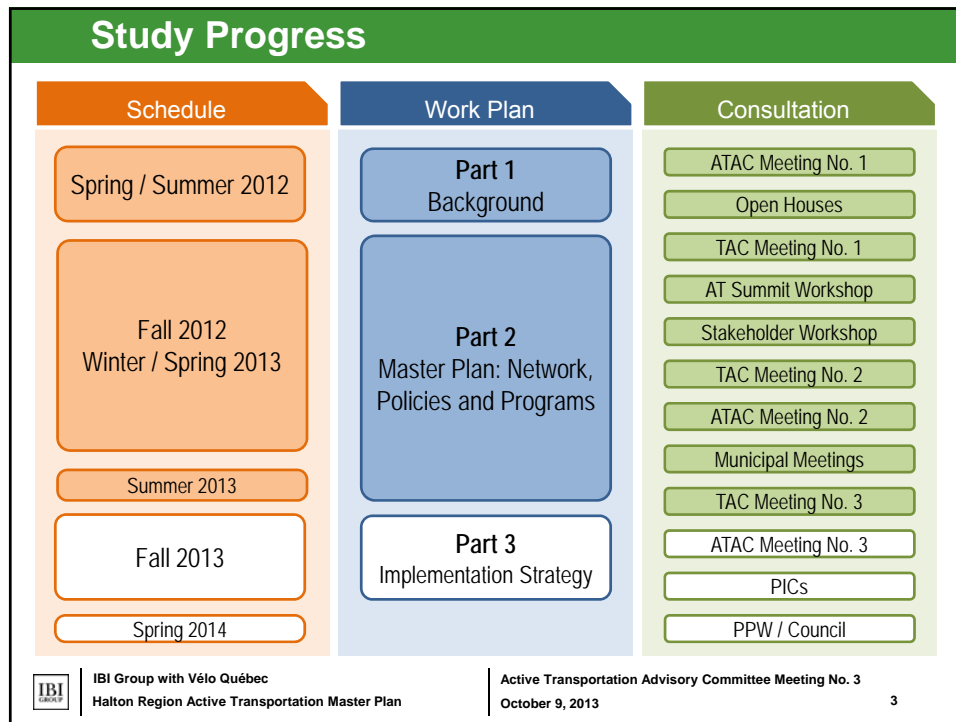 Study Progress
Schedule
Spring / Summer 2012
Fall 2012
Winter / Spring 2013
Summer 2013
Fall 2013
Spring 2014
Work Plan
Part 1
Background
Part 2
Master Plan: Network,
Policies and Programs
Part 3
Implementation Strategy
Consultation
ATAC Meeting No. 1
Open Houses
TAC Meeting No. 1
AT Summit Workshop
Stakeholder Workshop
TAC Meeting No. 2
ATAC Meeting No. 2
Municipal Meetings
TAC Meeting No. 3
ATAC Meeting No. 3
PICs
PPW / Council
IBI
GROUP
IBI Group with Vélo Québec
Halton Region Active Transportation Master Plan
Active Transportation Advisory Committee Meeting No. 3
October 9, 2013
3